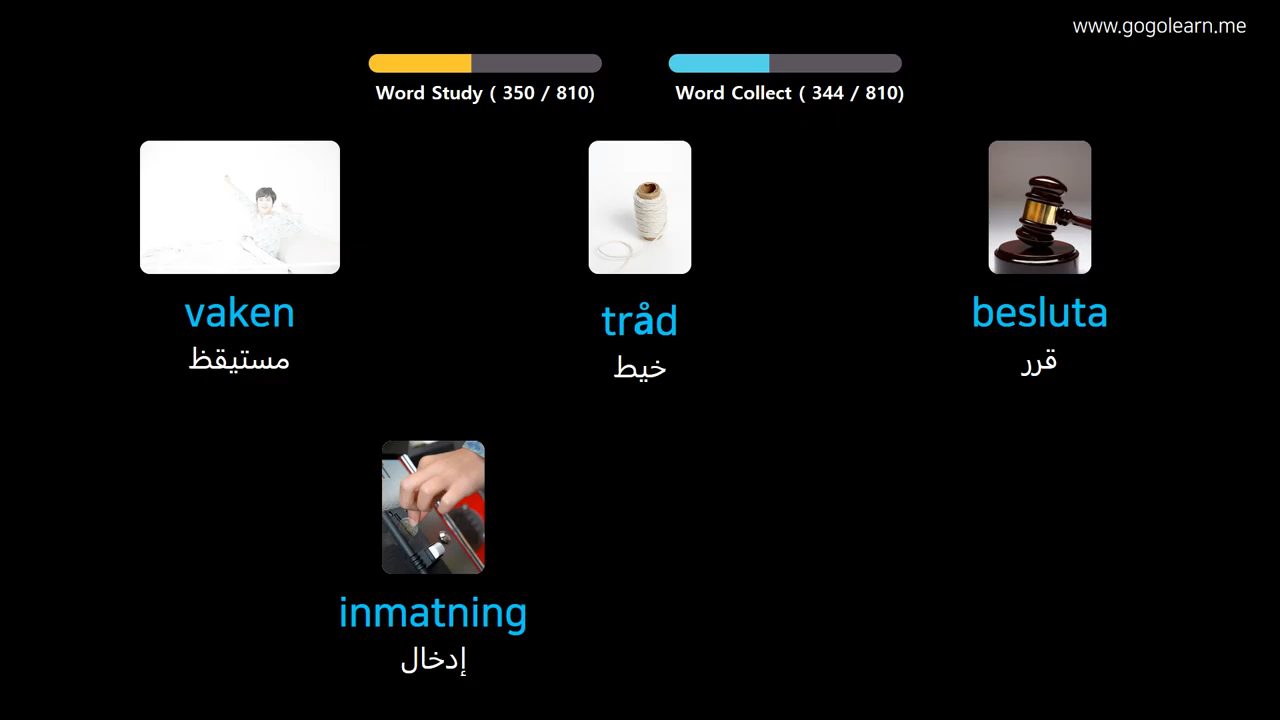 www.gogolearn.me
Word Study ( 350 / 810)
Word Collect ( 344 / 810)
vaken
مستيقظ
tråd
خيط
besluta
قرر
inmatning
إدخال